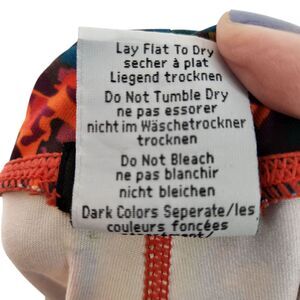 Lay Flat To Dry
secher à plat
Liegend trocknen
Do Not Tumble Dry
ne pas essorer
nicht im Wäschetrockner
trocknen
Do Not Bleach
ne pas blanchir
nicht bleichen
Dark Colors Seperate/les
couleurs foncées